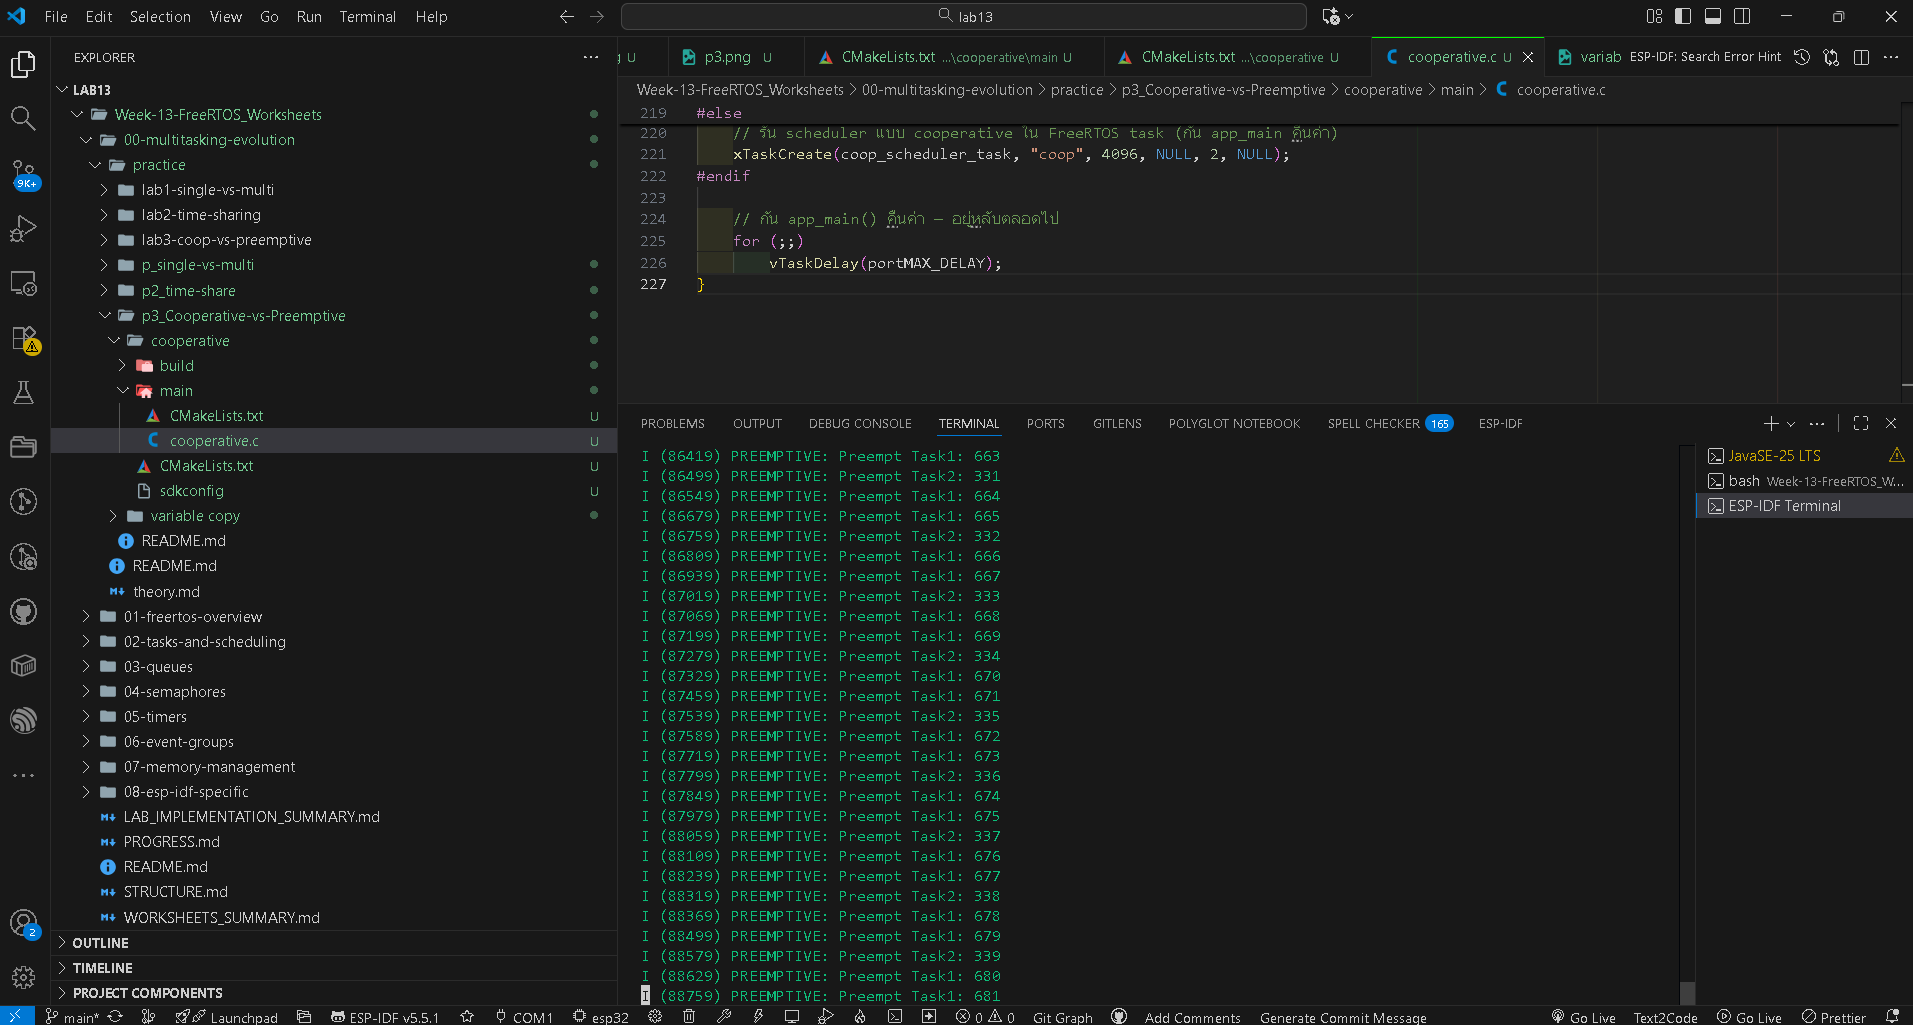 File Edit Selection View Go Run Terminal Help
lab13
EXPLORER
LAB13
Week-13-FreeRTOS_Worksheets
00-multitasking-evolution
practice
lab1-single-vs-multi
lab2-time-sharing
lab3-coop-vs-preemptive
p_single-vs-multi
p2_time-share
p3_Cooperative-vs-Preemptive
cooperative
build
main
CMakeLists.txt U
cooperative.c U
CMakeLists.txt U
sdkconfig U
variable copy
README.md
README.md
theory.md
01-freertos-overview
02-tasks-and-scheduling
03-queues
04-semaphores
05-timers
06-event-groups
07-memory-management
08-esp-idf-specific
LAB_IMPLEMENTATION_SUMMARY.md
PROGRESS.md
README.md
STRUCTURE.md
WORKSHEETS_SUMMARY.md
OUTLINE
TIMELINE
PROJECT COMPONENTS
9K+
2
g U p3.png U CMakeLists.txt ...\cooperative\main U CMakeLists.txt ...\cooperative U cooperative.c U variab ESP-IDF: Search Error Hint
Week-13-FreeRTOS_Worksheets > 00-multitasking-evolution > practice > p3_Cooperative-vs-Preemptive > cooperative > main > cooperative.c
219 #else
220 // รัน scheduler แบบ cooperative ใน FreeRTOS task (กัน app_main คืนค่า)
221 xTaskCreate(coop_scheduler_task, "coop", 4096, NULL, 2, NULL);
222 #endif
223
224 // กัน app_main() คืนค่า — อยู่หลับตลอดไป
225 for (;;)
226 vTaskDelay(portMAX_DELAY);
227 }
PROBLEMS OUTPUT DEBUG CONSOLE TERMINAL PORTS GITLENS POLYGLOT NOTEBOOK SPELL CHECKER 165 ESP-IDF
I (86419) PREEMPTIVE: Preempt Task1: 663
I (86499) PREEMPTIVE: Preempt Task2: 331
I (86549) PREEMPTIVE: Preempt Task1: 664
I (86679) PREEMPTIVE: Preempt Task1: 665
I (86759) PREEMPTIVE: Preempt Task2: 332
I (86809) PREEMPTIVE: Preempt Task1: 666
I (86939) PREEMPTIVE: Preempt Task1: 667
I (87019) PREEMPTIVE: Preempt Task2: 333
I (87069) PREEMPTIVE: Preempt Task1: 668
I (87199) PREEMPTIVE: Preempt Task1: 669
I (87279) PREEMPTIVE: Preempt Task2: 334
I (87329) PREEMPTIVE: Preempt Task1: 670
I (87459) PREEMPTIVE: Preempt Task1: 671
I (87539) PREEMPTIVE: Preempt Task2: 335
I (87589) PREEMPTIVE: Preempt Task1: 672
I (87719) PREEMPTIVE: Preempt Task1: 673
I (87799) PREEMPTIVE: Preempt Task2: 336
I (87849) PREEMPTIVE: Preempt Task1: 674
I (87979) PREEMPTIVE: Preempt Task1: 675
I (88059) PREEMPTIVE: Preempt Task2: 337
I (88109) PREEMPTIVE: Preempt Task1: 676
I (88239) PREEMPTIVE: Preempt Task1: 677
I (88319) PREEMPTIVE: Preempt Task2: 338
I (88369) PREEMPTIVE: Preempt Task1: 678
I (88499) PREEMPTIVE: Preempt Task1: 679
I (88579) PREEMPTIVE: Preempt Task2: 339
I (88629) PREEMPTIVE: Preempt Task1: 680
I (88759) PREEMPTIVE: Preempt Task1: 681
JavaSE-25 LTS
bash Week-13-FreeRTOS_W...
ESP-IDF Terminal
main* Launchpad ESP-IDF v5.5.1 COM1 esp32 0 0 Git Graph Add Comments Generate Commit Message Go Live Text2Code Go Live Prettier